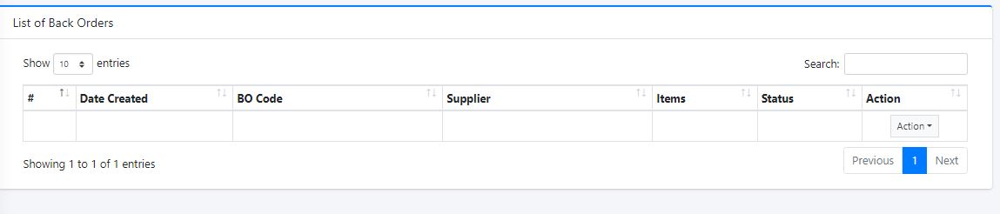 List of Back Orders
Show 10 entries
Search:
# Date Created BO Code Supplier Items Status Action
Action
Showing 1 to 1 of 1 entries
Previous 1 Next